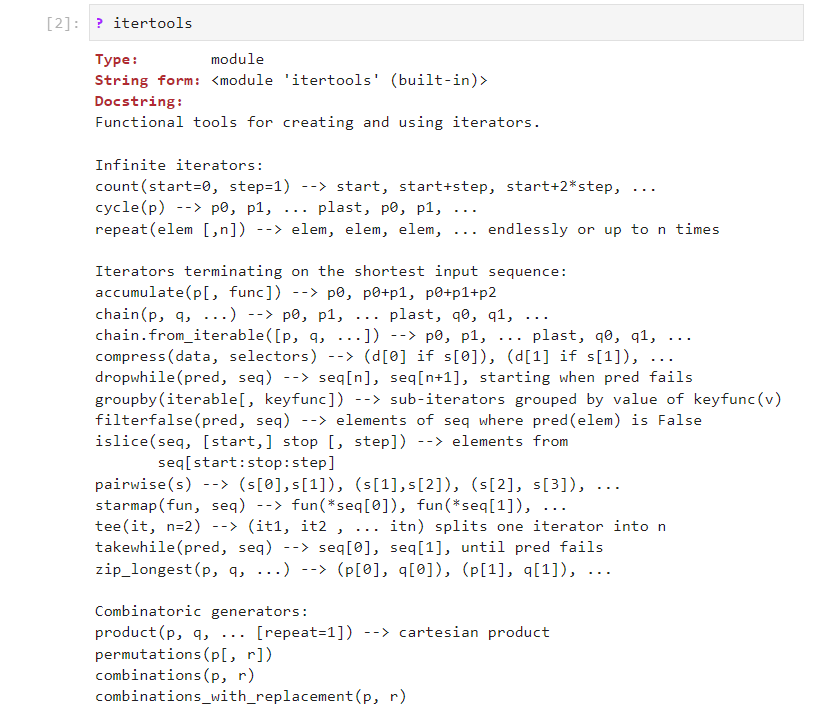 [2]: ? itertools
Type: module
String form: <module 'itertools' (built-in)>
Docstring:
Functional tools for creating and using iterators.
Infinite iterators:
count(start=0, step=1) --> start, start+step, start+2*step, ...
cycle(p) --> p0, p1, ... plast, p0, p1, ...
repeat(elem [,n]) --> elem, elem, elem, ... endlessly or up to n times
Iterators terminating on the shortest input sequence:
accumulate(p[, func]) --> p0, p0+p1, p0+p1+p2
chain(p, q, ...) --> p0, p1, ... plast, q0, q1, ...
chain.from_iterable([p, q, ...]) --> p0, p1, ... plast, q0, q1, ...
compress(data, selectors) --> (d[0] if s[0]), (d[1] if s[1]), ...
dropwhile(pred, seq) --> seq[n], seq[n+1], starting when pred fails
groupby(iterable[, keyfunc]) --> sub-iterators grouped by value of keyfunc(v)
filterfalse(pred, seq) --> elements of seq where pred(elem) is False
islice(seq, [start,] stop [, step]) --> elements from
seq[start:stop:step]
pairwise(s) --> (s[0],s[1]), (s[1],s[2]), (s[2], s[3]), ...
starmap(fun, seq) --> fun(*seq[0]), fun(*seq[1]), ...
tee(it, n=2) --> (it1, it2 , ... itn) splits one iterator into n
takewhile(pred, seq) --> seq[0], seq[1], until pred fails
zip_longest(p, q, ...) --> (p[0], q[0]), (p[1], q[1]), ...
Combinatoric generators:
product(p, q, ... [repeat=1]) --> cartesian product
permutations(p[, r])
combinations(p, r)
combinations_with_replacement(p, r)